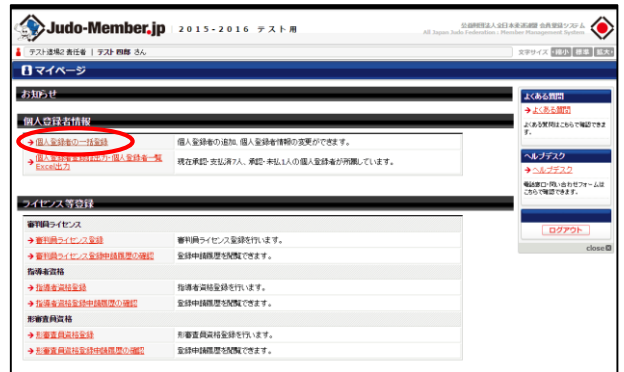 Judo-Member.jp 2015-2016 テスト用
公益財団法人全日本柔道連盟 会員登録システム
All Japan Judo Federation : Member Management System
テスト道場2 責任者 | テスト 四郎 さん
文字サイズ 縮小 標準 拡大
マイページ
お知らせ
個人登録者情報
個人登録者の一括登録 個人登録者の追加、個人登録者情報の変更ができます。
個人登録者一覧
Excel出力
現在承認・支払済7人、承認・未払1人の個人登録者が所属しています。
ライセンス等登録
審判員ライセンス
審判員ライセンス登録 審判員ライセンス登録を行います。
審判員ライセンス登録申請履歴の確認 登録申請履歴を閲覧できます。
指導者資格
指導者資格登録 指導者資格登録を行います。
指導者資格登録申請履歴の確認 登録申請履歴を閲覧できます。
形審査員資格
形審査員資格登録 形審査員資格登録を行います。
形審査員資格登録申請履歴の確認 登録申請履歴を閲覧できます。
よくある質問
よくある質問
よくある質問はこちらで確認できま
す。
ヘルプデスク
ヘルプデスク
電話窓口・問い合わせフォームは
こちらで確認できます。
ログアウト
close